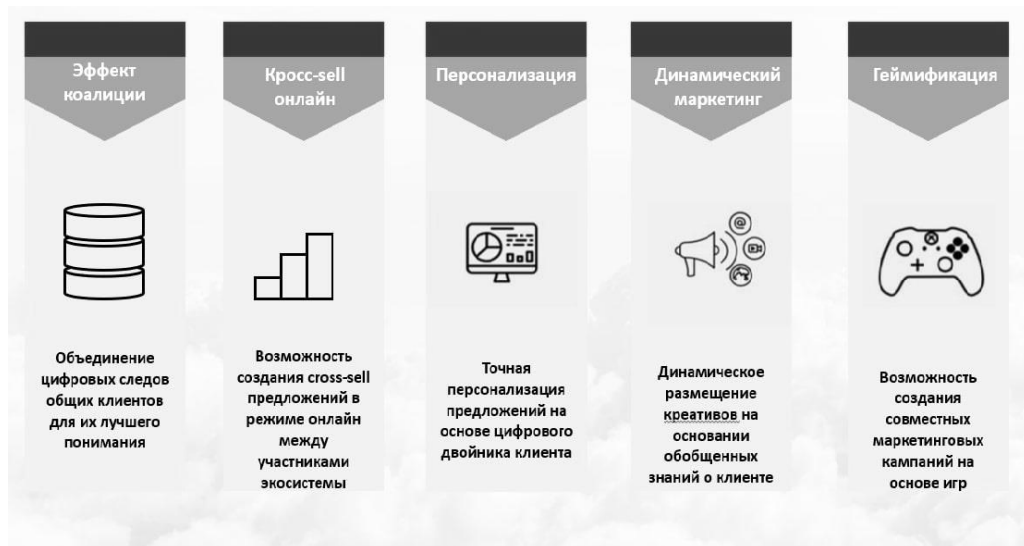 Эффект
коалиции
Кросс-sell
онлайн
Персонализация
Динамический
маркетинг
Геймификация
Объединение
цифровых следов
общих клиентов
для их лучшего
понимания
Возможность
создания cross-sell
предложений в
режиме онлайн
между
участниками
экосистемы
Точная
персонализация
предложений на
основе цифрового
двойника клиента
Динамическое
размещение
креативов на
основании
обобщенных
знаний о клиенте
Возможность
создания
совместных
маркетинговых
кампаний на
основе игр